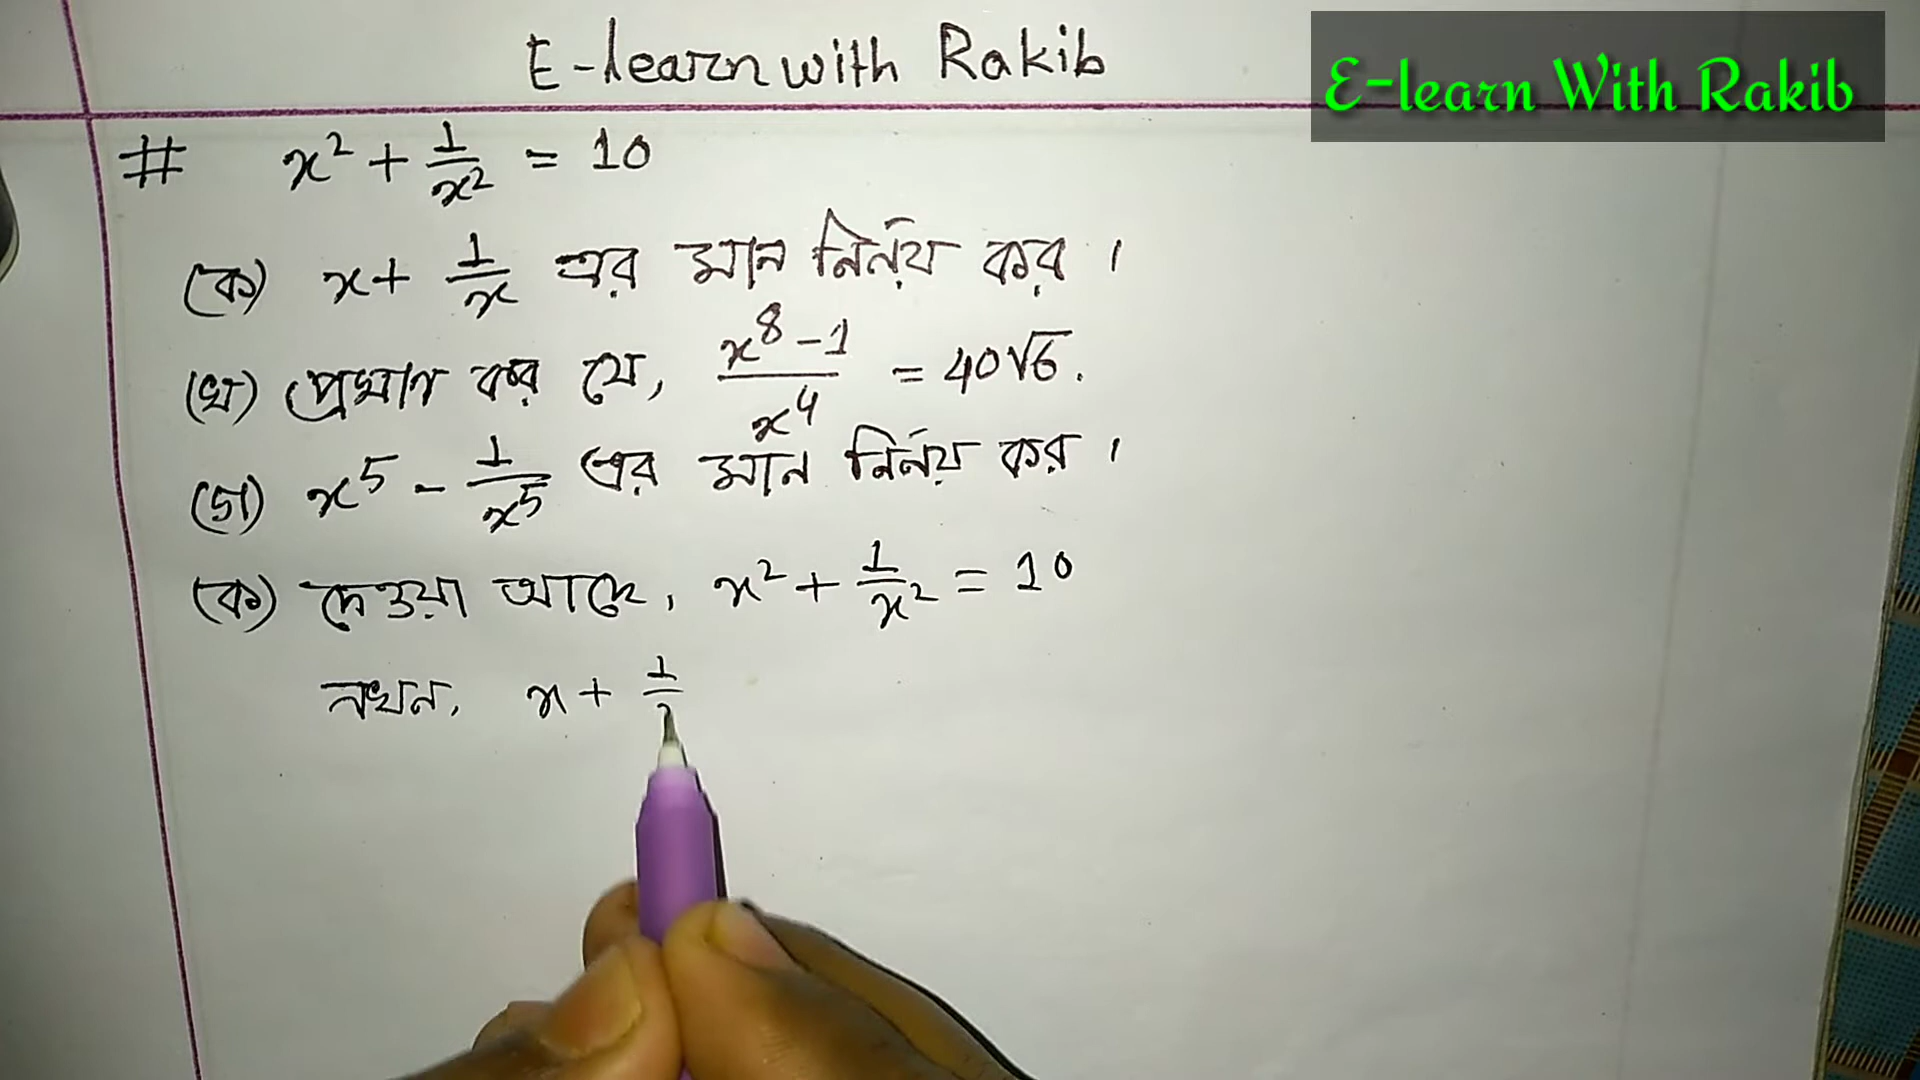 E-learn with Rakib
E-learn With Rakib
# x² + 1/x² = 10
(ক) x + 1/x এর মান নির্ণয় কর ।
(খ) প্রমাণ কর যে, (x⁸ - 1)/x⁴ = 40√6.
(গ) x⁵ - 1/x⁵ এর মান নির্ণয় কর ।
(ক) দেওয়া আছে, x² + 1/x² = 10
এখন, x + 1/